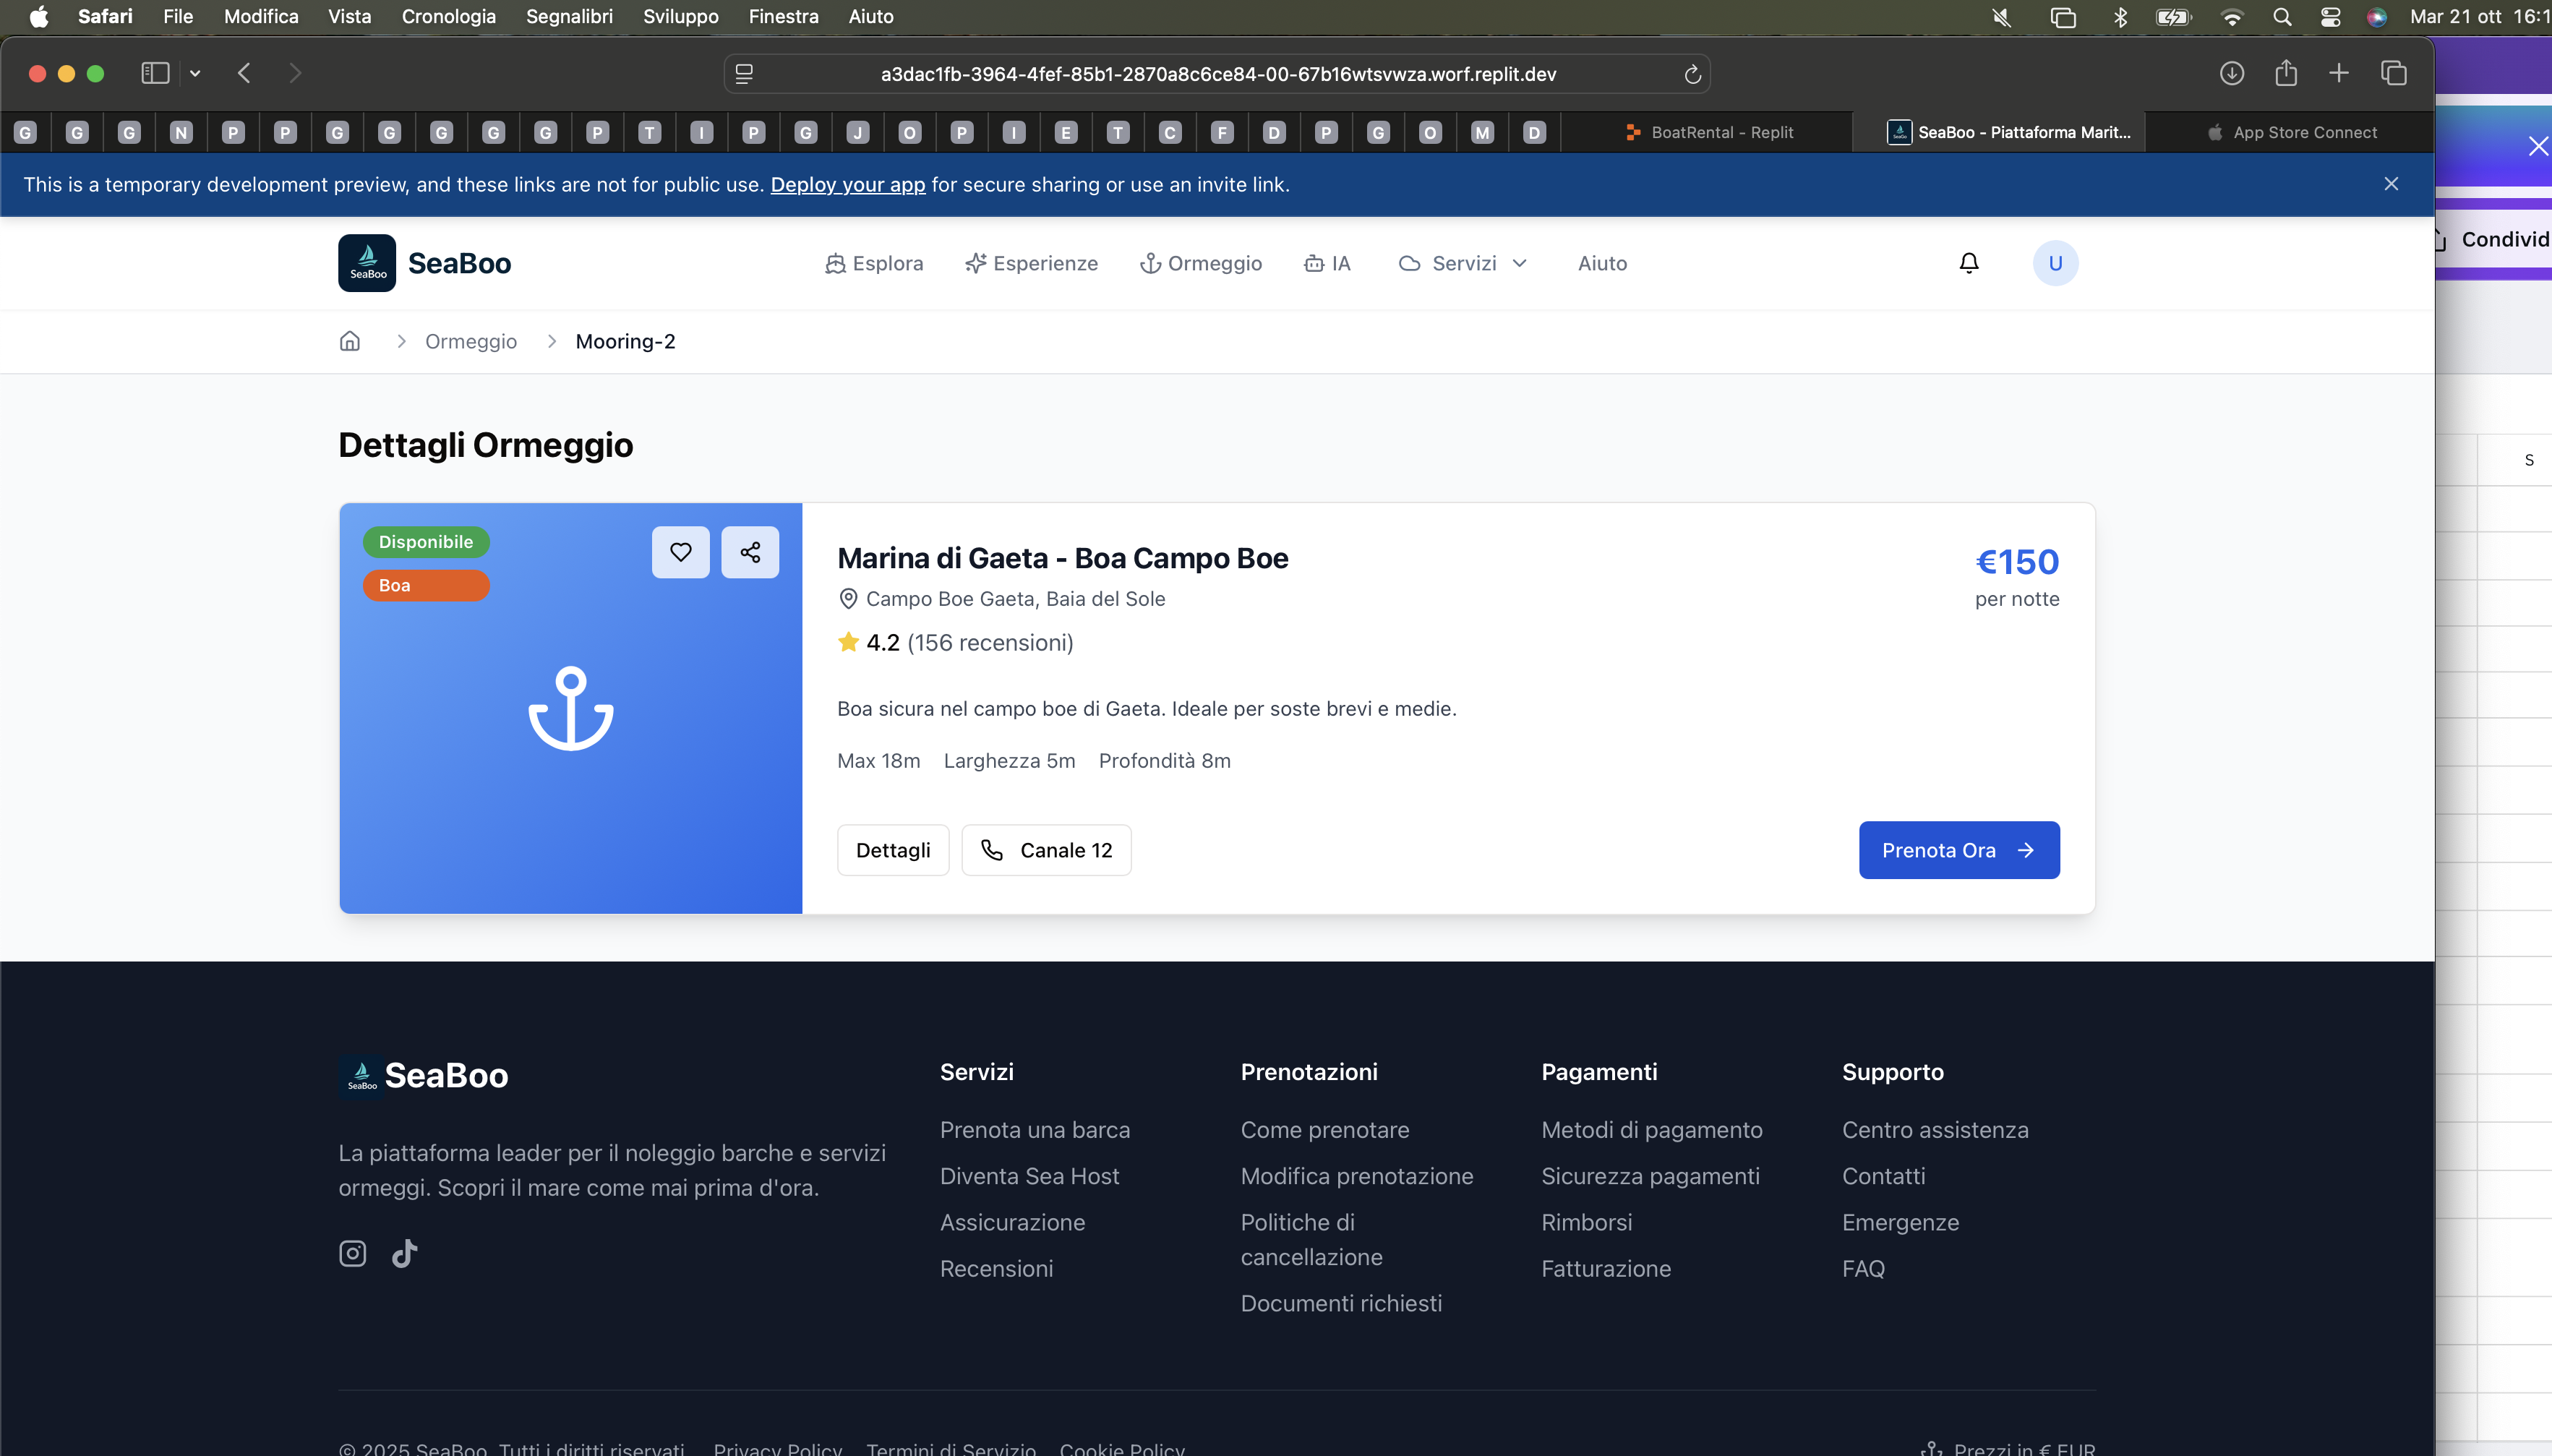 Safari File Modifica Vista Cronologia Segnalibri Sviluppo Finestra Aiuto
Mar 21 ott 16:1
a3dac1fb-3964-4fef-85b1-2870a8c6ce84-00-67b16wtsvwza.worf.replit.dev
G G G N P P G G G G G P T I P G J O P I E T C F D P G O M D
BoatRental - Replit
SeaBoo - Piattaforma Marit...
App Store Connect
This is a temporary development preview, and these links are not for public use. Deploy your app for secure sharing or use an invite link.
Condivid
SeaBoo
SeaBoo
Esplora Esperienze Ormeggio IA Servizi Aiuto
U
Ormeggio Mooring-2
S
Dettagli Ormeggio
Disponibile
Boa
Marina di Gaeta - Boa Campo Boe
€150
Campo Boe Gaeta, Baia del Sole
per notte
4.2 (156 recensioni)
Boa sicura nel campo boe di Gaeta. Ideale per soste brevi e medie.
Max 18m Larghezza 5m Profondità 8m
Dettagli Canale 12
Prenota Ora
SeaBoo
SeaBoo
La piattaforma leader per il noleggio barche e servizi
ormeggi. Scopri il mare come mai prima d'ora.
Servizi
Prenota una barca
Diventa Sea Host
Assicurazione
Recensioni
Prenotazioni
Come prenotare
Modifica prenotazione
Politiche di
cancellazione
Documenti richiesti
Pagamenti
Metodi di pagamento
Sicurezza pagamenti
Rimborsi
Fatturazione
Supporto
Centro assistenza
Contatti
Emergenze
FAQ
© 2025 SeaBoo. Tutti i diritti riservati. Privacy Policy Termini di Servizio Cookie Policy
Prezzi in € EUR